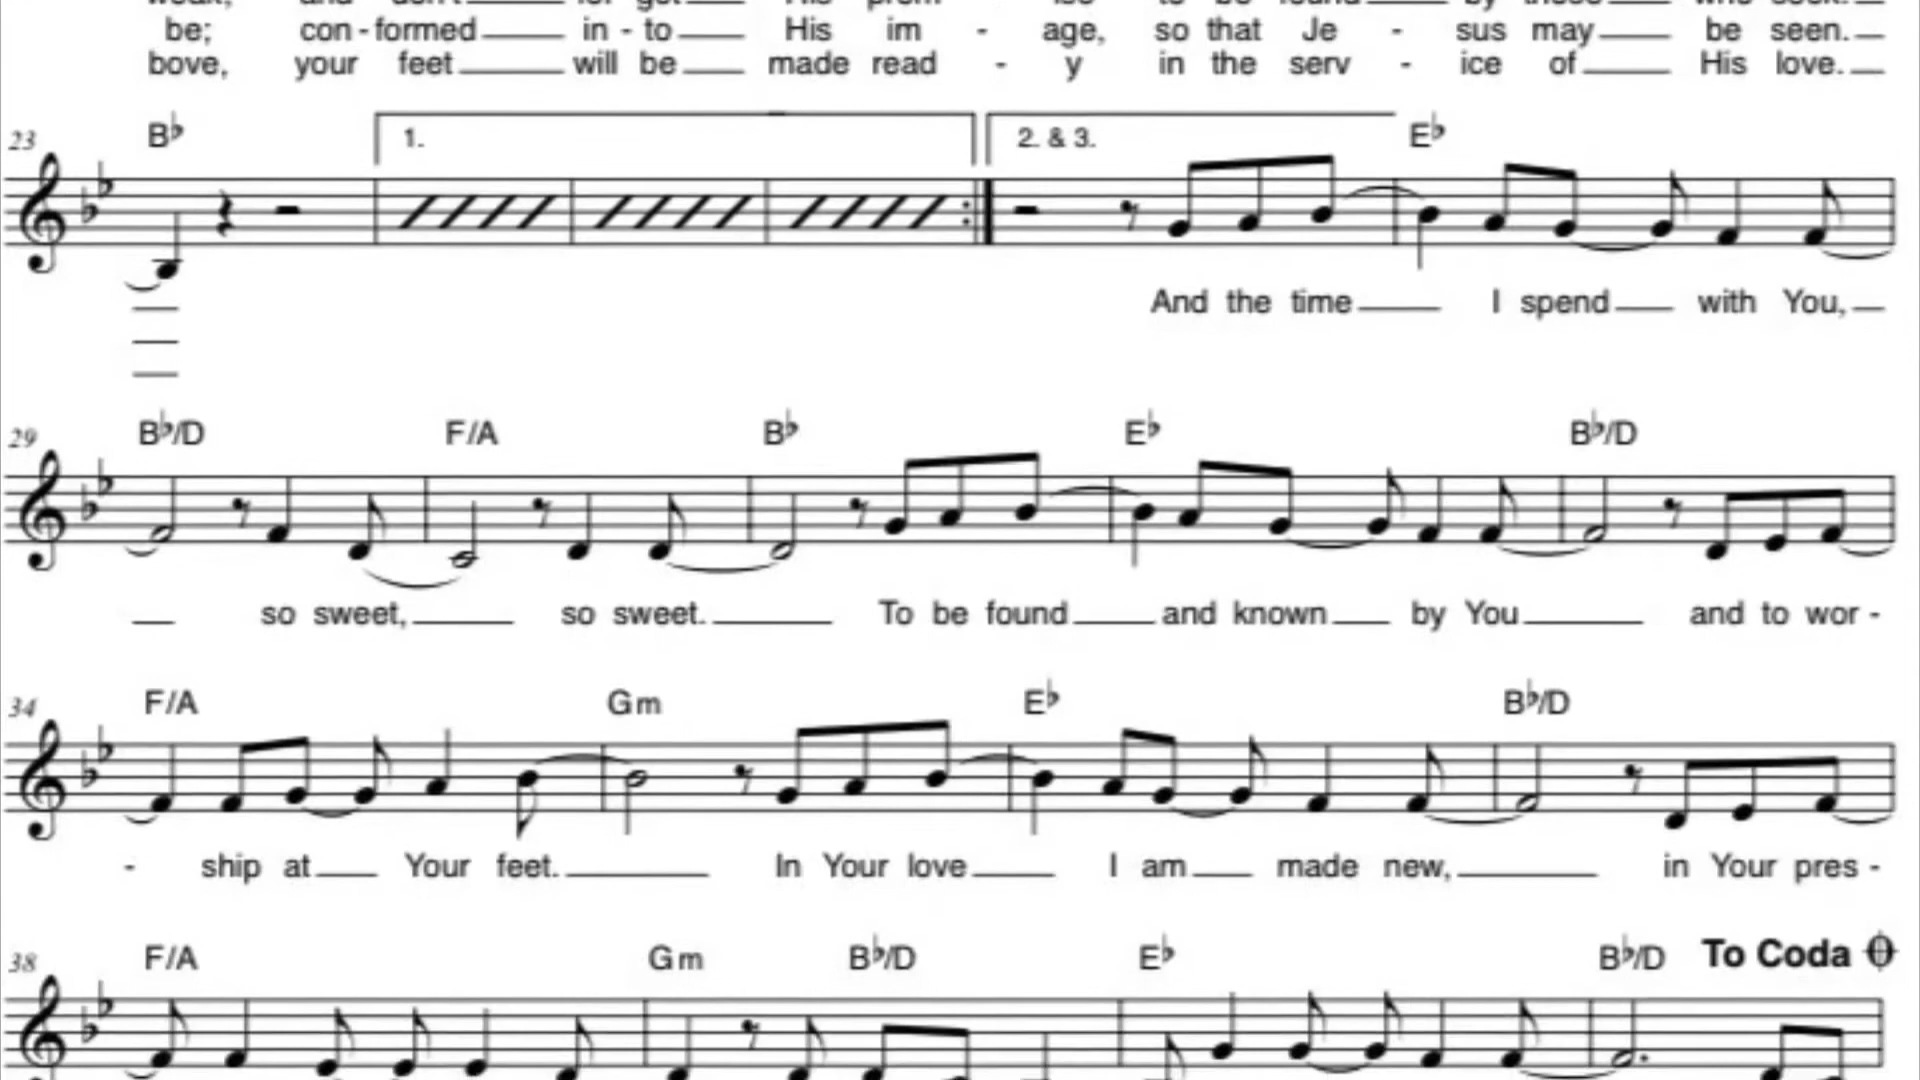 weak, and don't for-get His prom - ise to be found by those who seek.
be; con - formed in - to His im - age, so that Je - sus may be seen.
bove, your feet will be made read - y in the serv - ice of His love.
23 B♭ 1. 2. & 3. E♭
And the time I spend with You,
29 B♭/D F/A B♭ E♭ B♭/D
so sweet, so sweet. To be found and known by You and to wor -
34 F/A Gm E♭ B♭/D
- ship at Your feet. In Your love I am made new, in Your pres -
38 F/A Gm B♭/D E♭ B♭/D To Coda